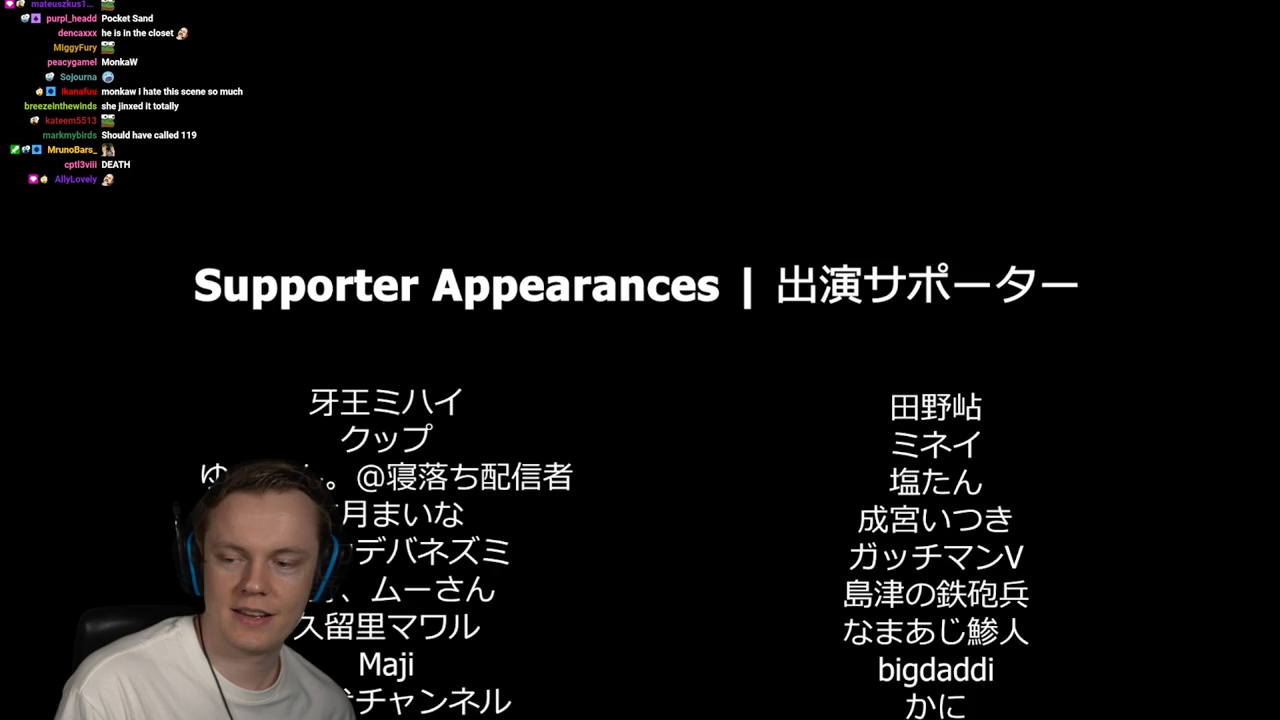 mateuszkus1...
purpl_headd Pocket Sand
dencaxxx he is in the closet
MiggyFury
peacygamel MonkaW
Sojourna
ikanafuu monkaw i hate this scene so much
breezeinthewinds she jinxed it totally
kateem5513
markmybirds Should have called 119
MrunoBars_
cptl3viii DEATH
AllyLovely
Supporter Appearances | 出演サポーター
牙王ミハイ
クップ
ゆ 。@寝落ち配信者
月まいな
デバネズミ
、ムーさん
久留里マワル
Maji
チャンネル
田野岾
ミネイ
塩たん
成宮いつき
ガッチマンV
島津の鉄砲兵
なまあじ鯵人
bigdaddi
かに